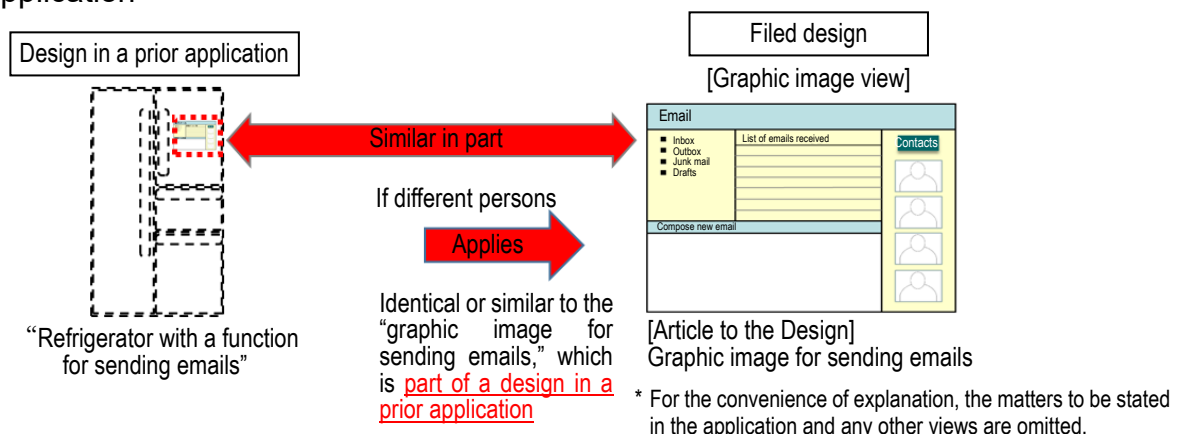 pplication
Design in a prior application
Filed design
[Graphic image view]
Similar in part
If different persons
Applies
Identical or similar to the
“graphic image for
sending emails,” which
is part of a design in a
prior application
“Refrigerator with a function
for sending emails”
Email
Inbox
Outbox
Junk mail
Drafts
List of emails received
Contacts
Compose new email
[Article to the Design]
Graphic image for sending emails
* For the convenience of explanation, the matters to be stated
in the application and any other views are omitted.